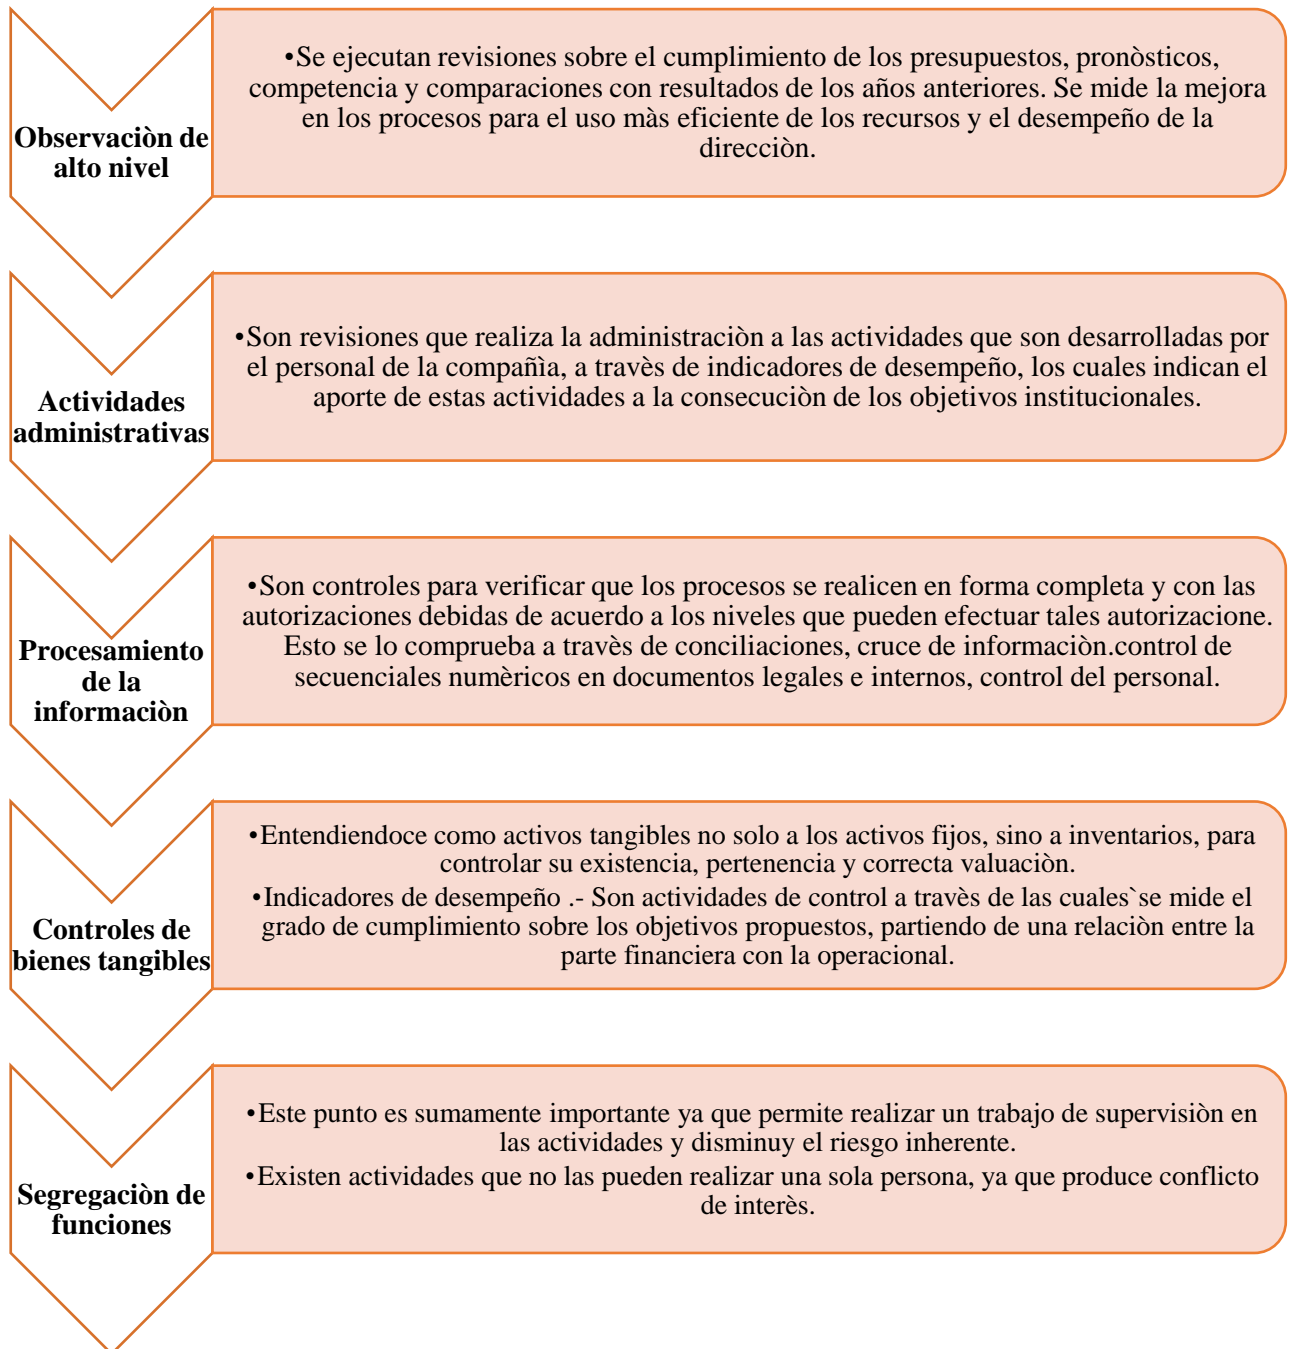 Observaciòn de
alto nivel
•Se ejecutan revisiones sobre el cumplimiento de los presupuestos, pronòsticos,
competencia y comparaciones con resultados de los años anteriores. Se mide la mejora
en los procesos para el uso màs eficiente de los recursos y el desempeño de la
direcciòn.
Actividades
administrativas
•Son revisiones que realiza la administraciòn a las actividades que son desarrolladas por
el personal de la compañìa, a travès de indicadores de desempeño, los cuales indican el
aporte de estas actividades a la consecuciòn de los objetivos institucionales.
Procesamiento
de la
informaciòn
•Son controles para verificar que los procesos se realicen en forma completa y con las
autorizaciones debidas de acuerdo a los niveles que pueden efectuar tales autorizacione.
Esto se lo comprueba a travès de conciliaciones, cruce de informaciòn.control de
secuenciales numèricos en documentos legales e internos, control del personal.
Controles de
bienes tangibles
•Entendiendoce como activos tangibles no solo a los activos fijos, sino a inventarios, para
controlar su existencia, pertenencia y correcta valuaciòn.
•Indicadores de desempeño .- Son actividades de control a travès de las cuales`se mide el
grado de cumplimiento sobre los objetivos propuestos, partiendo de una relaciòn entre la
parte financiera con la operacional.
Segregaciòn de
funciones
•Este punto es sumamente importante ya que permite realizar un trabajo de supervisiòn en
las actividades y disminuy el riesgo inherente.
•Existen actividades que no las pueden realizar una sola persona, ya que produce conflicto
de interès.